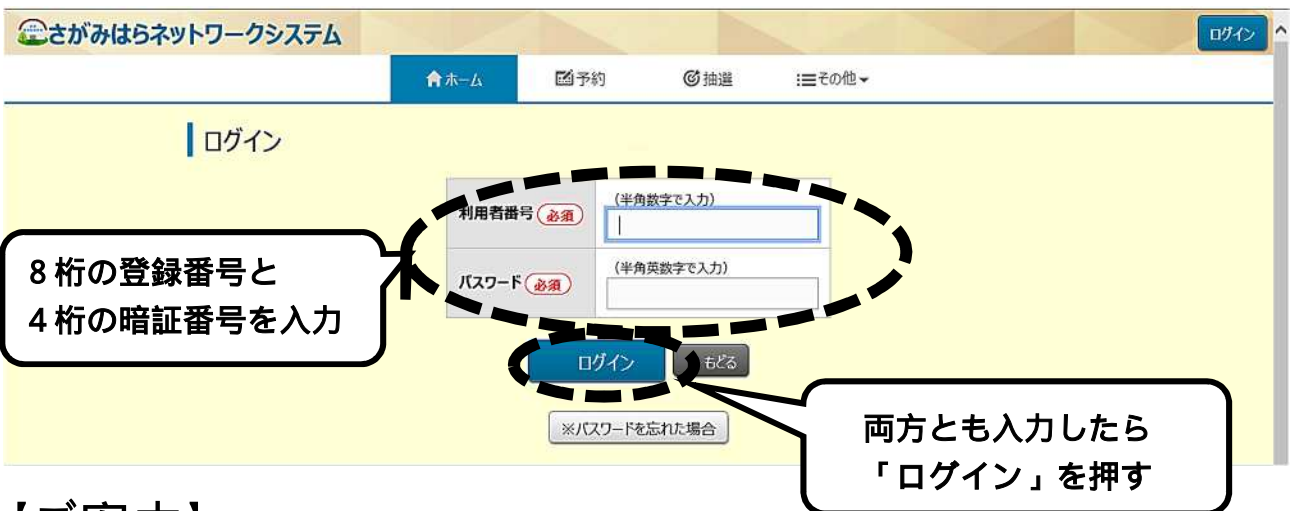 さがみはらネットワークシステム
ログイン
ホーム
予約
抽選
その他
ログイン
利用者番号 必須
(半角数字で入力)
パスワード 必須
(半角英数字で入力)
8桁の登録番号と
4桁の暗証番号を入力
ログイン
もどる
※パスワードを忘れた場合
両方とも入力したら
「ログイン」を押す